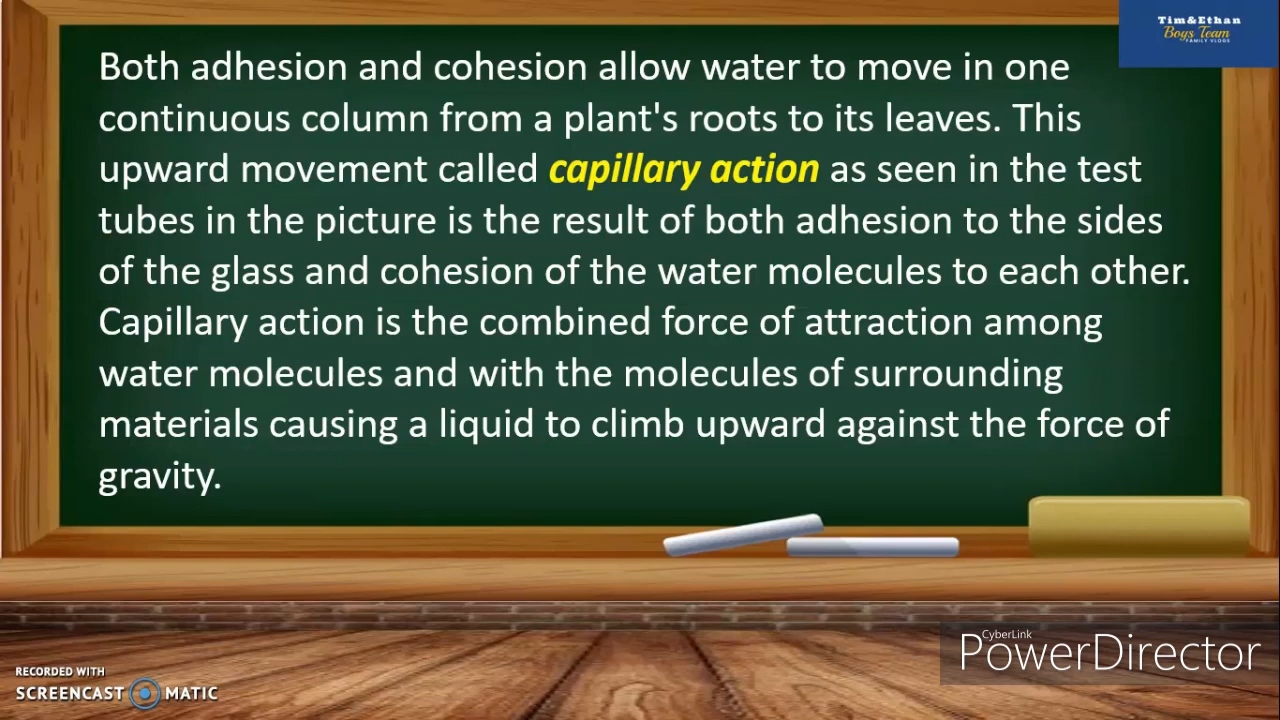 Tim&Ethan
Boys Team
FAMILY VLOGS
Both adhesion and cohesion allow water to move in one
continuous column from a plant's roots to its leaves. This
upward movement called capillary action as seen in the test
tubes in the picture is the result of both adhesion to the sides
of the glass and cohesion of the water molecules to each other.
Capillary action is the combined force of attraction among
water molecules and with the molecules of surrounding
materials causing a liquid to climb upward against the force of
gravity.
CyberLink
PowerDirector
RECORDED WITH
SCREENCAST MATIC